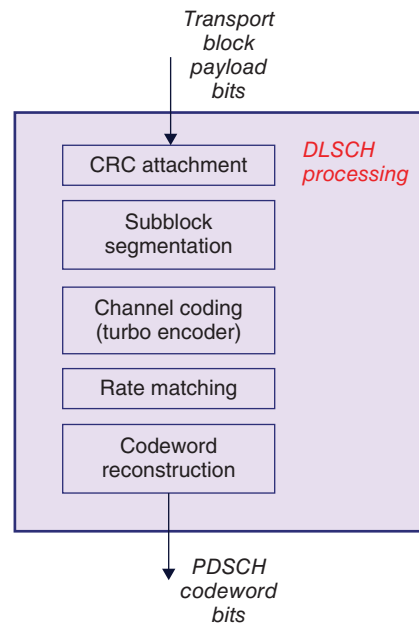 Transport
block
payload
bits
DLSCH
processing
CRC attachment
Subblock
segmentation
Channel coding
(turbo encoder)
Rate matching
Codeword
reconstruction
PDSCH
codeword
bits